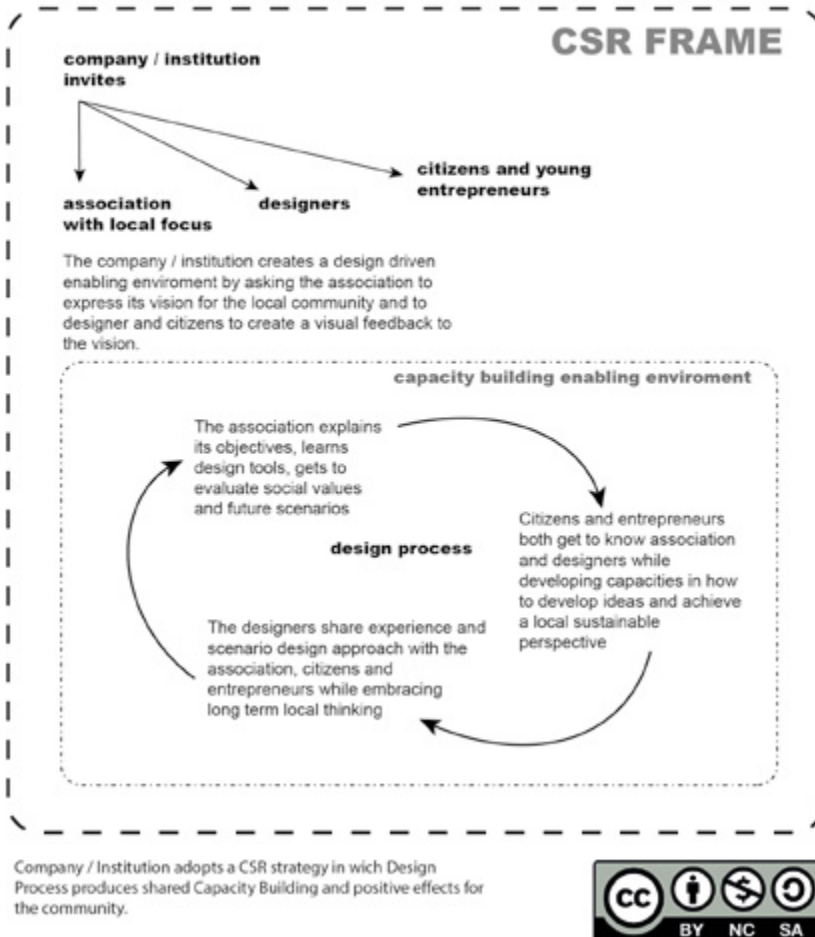 CSR FRAME
company / institution
invites
citizens and young
entrepreneurs
association
with local focus
designers
The company / institution creates a design driven
enabling enviroment by asking the association to
express its vision for the local community and to
designer and citizens to create a visual feedback to
the vision.
capacity building enabling enviroment
The association explains
its objectives, learns
design tools, gets to
evaluate social values
and future scenarios
Citizens and entrepreneurs
both get to know association
and designers while
developing capacities in how
to develop ideas and achieve
a local sustainable
perspective
design process
The designers share experience and
scenario design approach with the
association, citizens and
entrepreneurs while embracing
long term local thinking
Company / Institution adopts a CSR strategy in wich Design
Process produces shared Capacity Building and positive effects for
the community.
cc
BY NC SA